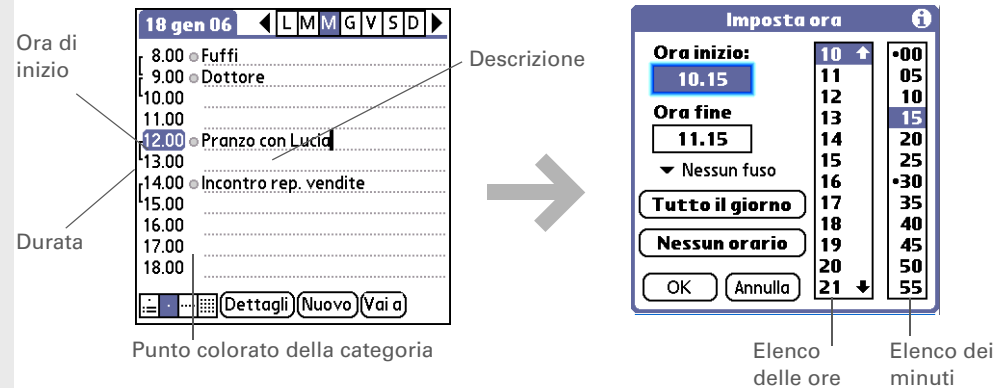 18 gen 06 L M M G V S D
Ora di
inizio
8.00 Fuffi
9.00 Dottore
10.00
11.00
12.00 Pranzo con Lucia
13.00
14.00 Incontro rep. vendite
15.00
16.00
17.00
18.00
Dettagli Nuovo Vai a
Descrizione
Durata
Punto colorato della categoria
Imposta ora i
Ora inizio:
10.15
Ora fine
11.15
Nessun fuso
Tutto il giorno
Nessun orario
OK Annulla
10
11
12
13
14
15
16
17
18
19
20
21
•00
05
10
15
20
25
•30
35
40
45
50
55
Elenco
delle ore
Elenco dei
minuti